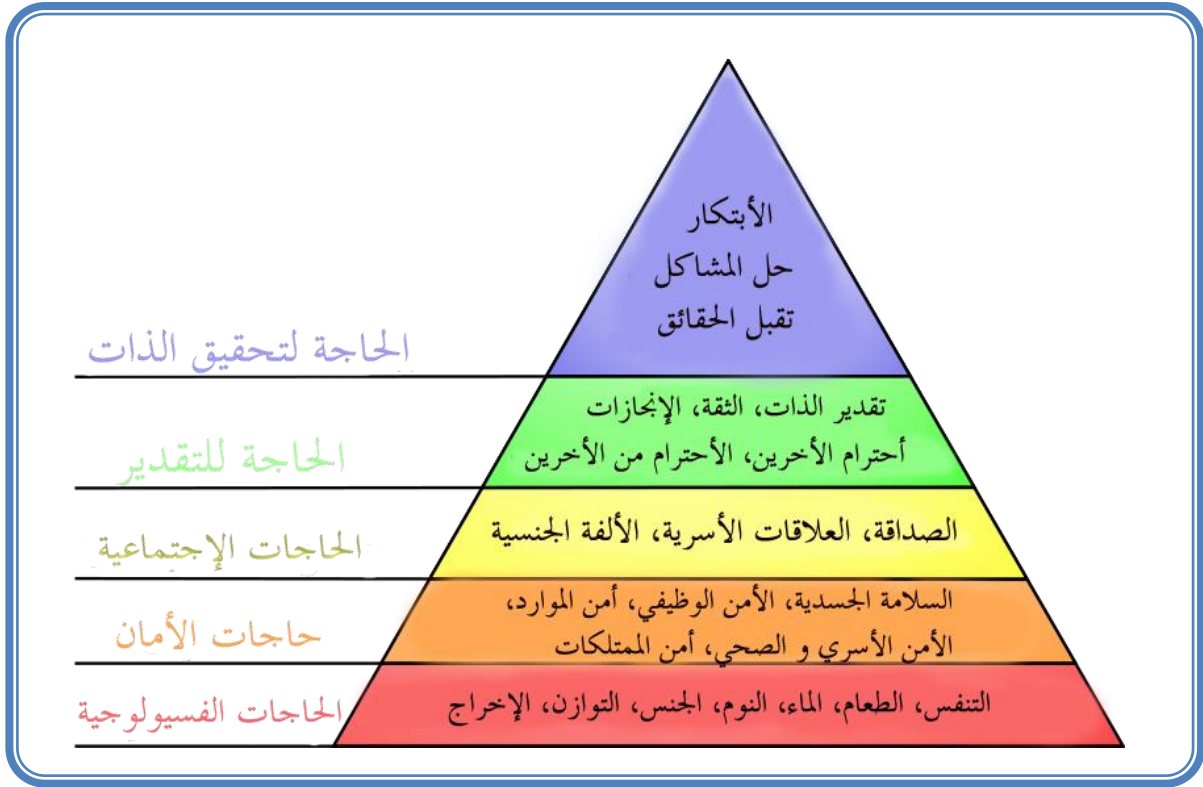 الأبتكار
حل المشاكل
تقبل الحقائق
الحاجة لتحقيق الذات
تقدير الذات، الثقة، الإنجازات
أحترام الأخرين، الأحترام من الأخرين
الحاجة للتقدير
الصداقة، العلاقات الأسرية، الألفة الجنسية
الحاجات الإجتماعية
السلامة الجسدية، الأمن الوظيفي، أمن الموارد،
الأمن الأسري و الصحي، أمن الممتلكات
حاجات الأمان
التنفس، الطعام، الماء، النوم، الجنس، التوازن، الإخراج
الحاجات الفسيولوجية